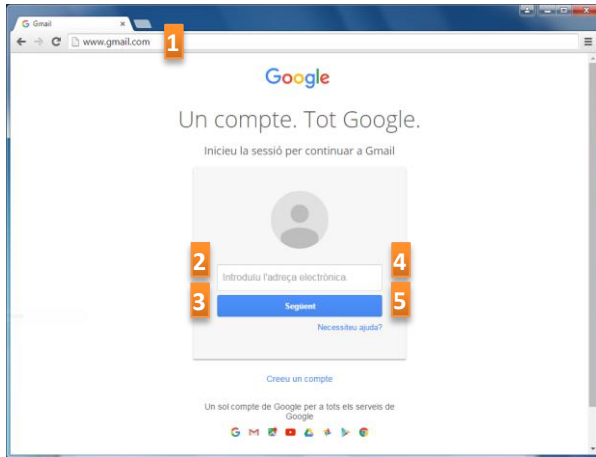 Gmail
www.gmail.com
1
Google
Un compte. Tot Google.
Inicieu la sessió per continuar a Gmail
2
4
Introduïu l'adreça electrònica.
3
Següent
5
Necessiteu ajuda?
Creeu un compte
Un sol compte de Google per a tots els serveis de
Google